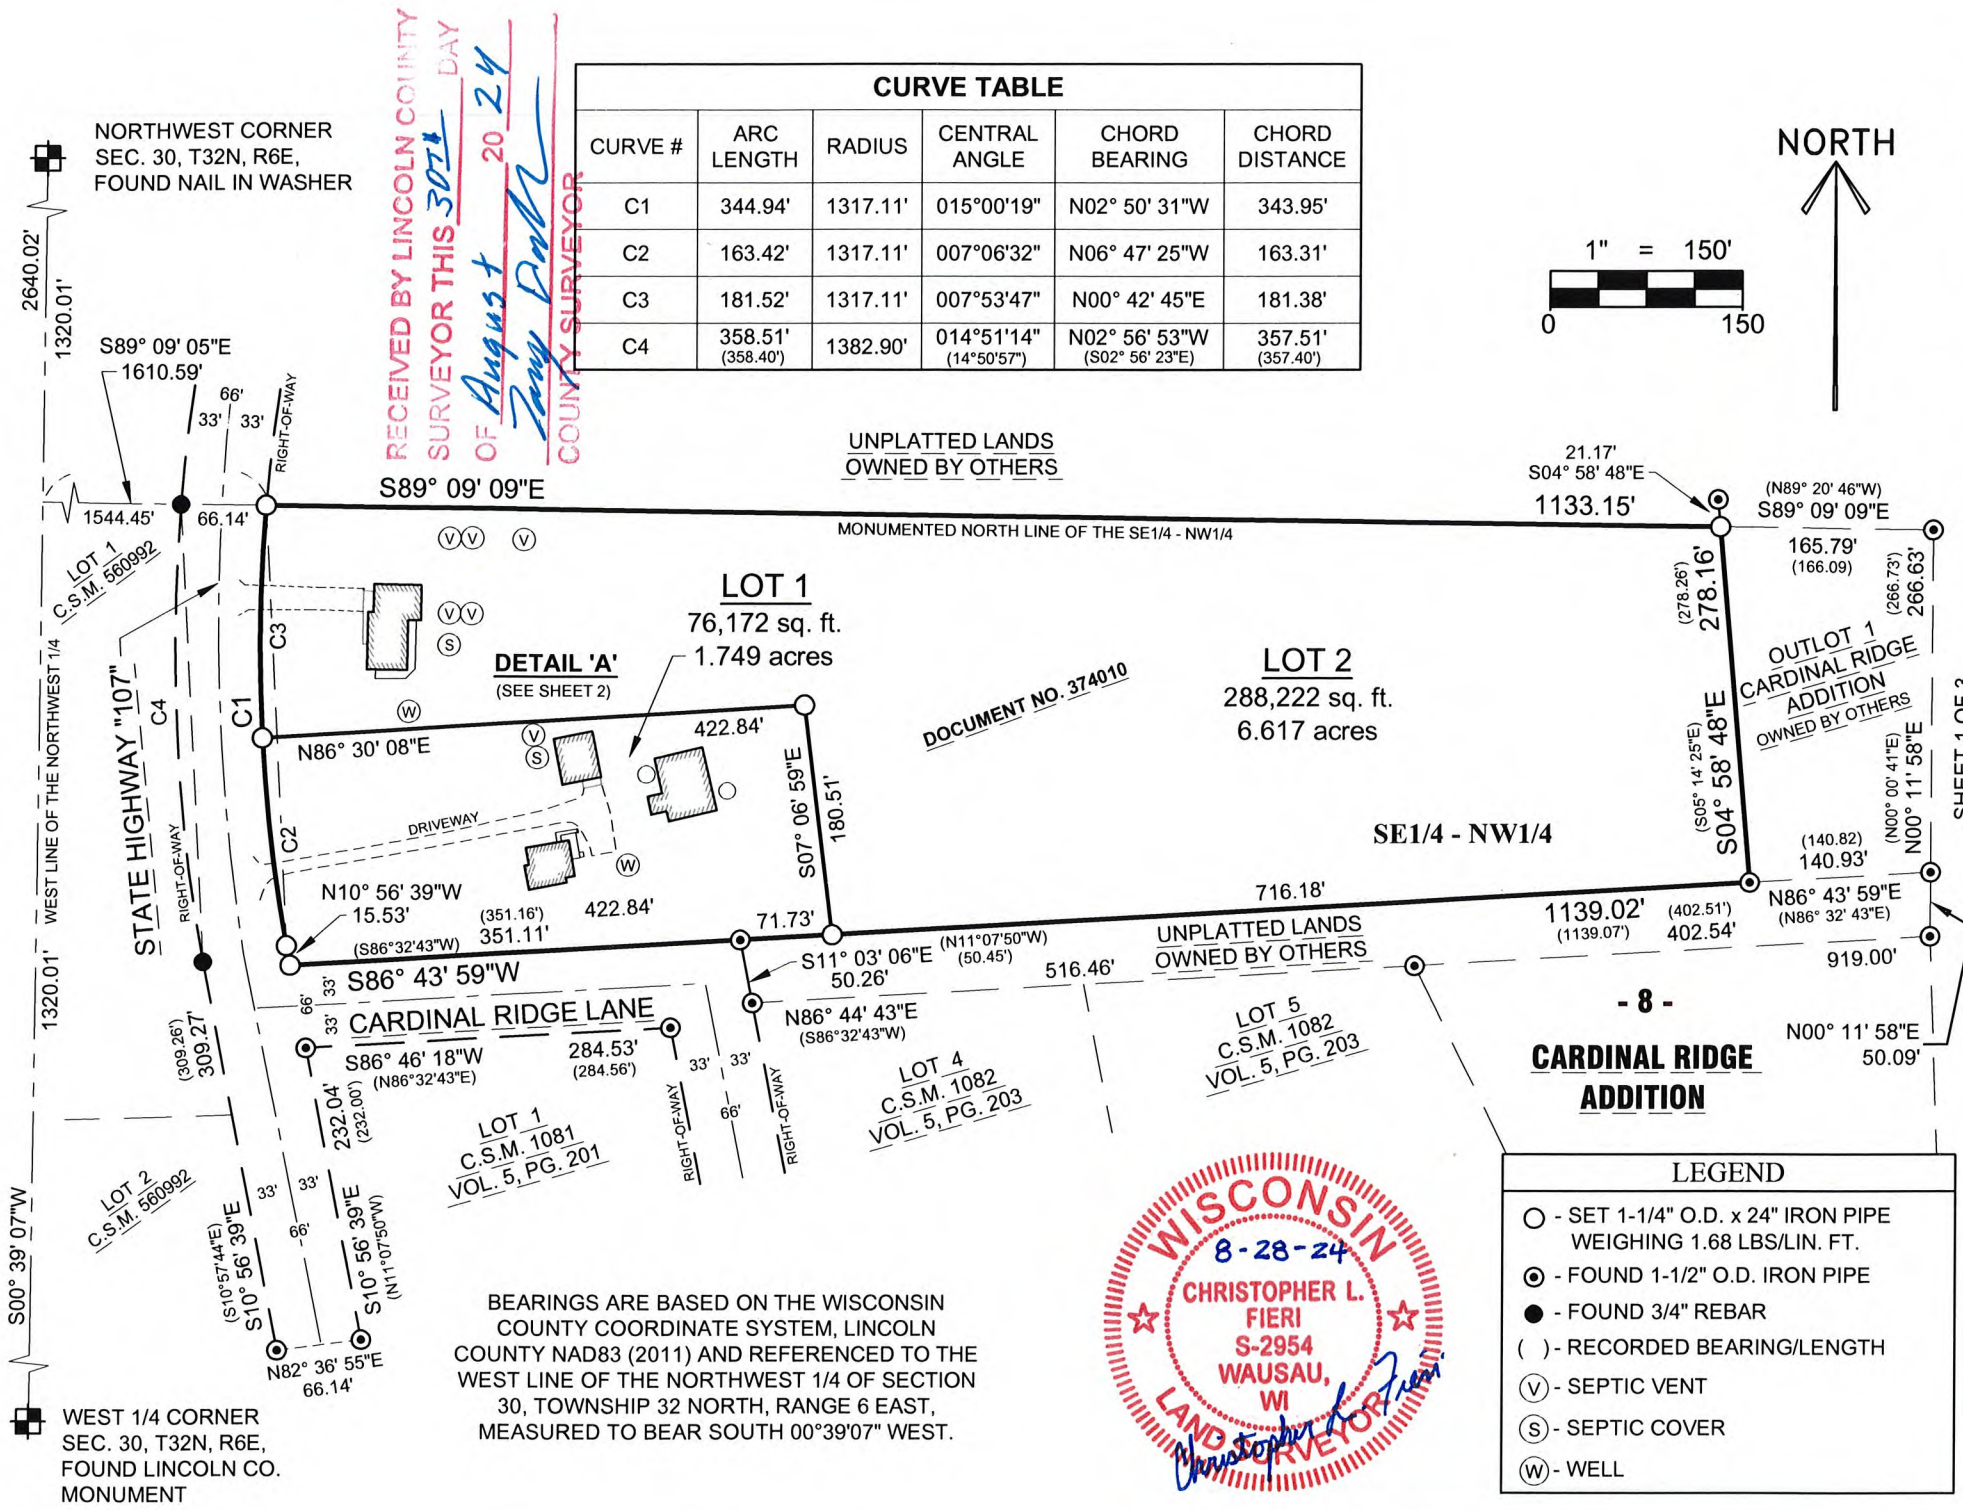 RECEIVED BY LINCOLN COUNTY
SURVEYOR THIS 30TH DAY
OF August 20 24
COUNTY SURVEYOR
CURVE TABLE
CURVE # ARC LENGTH RADIUS CENTRAL ANGLE CHORD BEARING CHORD DISTANCE
C1 344.94' 1317.11' 015°00'19" N02° 50' 31"W 343.95'
C2 163.42' 1317.11' 007°06'32" N06° 47' 25"W 163.31'
C3 181.52' 1317.11' 007°53'47" N00° 42' 45"E 181.38'
C4 358.51' 1382.90' 014°51'14" N02° 56' 53"W 357.51'
(358.40') (14°50'57") (S02° 56' 23"E) (357.40')
NORTH
1" = 150'
0 150
NORTHWEST CORNER
SEC. 30, T32N, R6E,
FOUND NAIL IN WASHER
2640.02'
1320.01'
S89° 09' 05"E
1610.59'
66'
33' 33'
RIGHT-OF-WAY
1544.45'
66.14'
LOT 1
C.S.M. 560992
S89° 09' 09"E
UNPLATTED LANDS
OWNED BY OTHERS
MONUMENTED NORTH LINE OF THE SE1/4 - NW1/4
1133.15'
21.17'
S04° 58' 48"E
(N89° 20' 46"W)
S89° 09' 09"E
165.79'
(166.09)
(266.73')
266.63'
(278.26')
278.16'
OUTLOT 1
CARDINAL RIDGE
ADDITION
OWNED BY OTHERS
(S05° 14' 25"E)
S04° 58' 48"E
(N00° 00' 41"E)
N00° 11' 58"E
SHEET 1 OF 3
V V V
V V
S
W
V
S
W
LOT 1
76,172 sq. ft.
1.749 acres
DETAIL 'A'
(SEE SHEET 2)
LOT 2
288,222 sq. ft.
6.617 acres
DOCUMENT NO. 374010
SE1/4 - NW1/4
C1
C2
C3
C4
STATE HIGHWAY "107"
RIGHT-OF-WAY
WEST LINE OF THE NORTHWEST 1/4
1320.01'
N86° 30' 08"E
422.84'
S07° 06' 59"E
180.51'
DRIVEWAY
N10° 56' 39"W
15.53'
(S86°32'43"W)
(351.16')
351.11'
422.84'
71.73'
S86° 43' 59"W
716.18'
1139.02'
(1139.07')
(402.51')
402.54'
(140.82)
140.93'
N86° 43' 59"E
(N86° 32' 43"E)
UNPLATTED LANDS
OWNED BY OTHERS
S11° 03' 06"E
50.26'
(N11°07'50"W)
(50.45')
516.46'
N86° 44' 43"E
(S86°32'43"W)
919.00'
N00° 11' 58"E
50.09'
66'
33'
33'
CARDINAL RIDGE LANE
S86° 46' 18"W
(N86°32'43"E)
284.53'
(284.56')
33' 33'
66'
RIGHT-OF-WAY
RIGHT-OF-WAY
LOT 1
C.S.M. 1081
VOL. 5, PG. 201
LOT 4
C.S.M. 1082
VOL. 5, PG. 203
LOT 5
C.S.M. 1082
VOL. 5, PG. 203
- 8 -
CARDINAL RIDGE
ADDITION
(309.26')
309.27'
232.04'
(232.00')
33' 33'
66'
LOT 2
C.S.M. 560992
(S10°57'44"E)
S10° 56' 39"E
S10° 56' 39"E
(N11°07'50"W)
N82° 36' 55"E
66.14'
S00° 39' 07"W
WEST 1/4 CORNER
SEC. 30, T32N, R6E,
FOUND LINCOLN CO.
MONUMENT
BEARINGS ARE BASED ON THE WISCONSIN
COUNTY COORDINATE SYSTEM, LINCOLN
COUNTY NAD83 (2011) AND REFERENCED TO THE
WEST LINE OF THE NORTHWEST 1/4 OF SECTION
30, TOWNSHIP 32 NORTH, RANGE 6 EAST,
MEASURED TO BEAR SOUTH 00°39'07" WEST.
WISCONSIN
8-28-24
CHRISTOPHER L.
FIERI
S-2954
WAUSAU,
WI
LAND SURVEYOR
Christopher L. Fieri
LEGEND
- SET 1-1/4" O.D. x 24" IRON PIPE
WEIGHING 1.68 LBS/LIN. FT.
- FOUND 1-1/2" O.D. IRON PIPE
- FOUND 3/4" REBAR
( ) - RECORDED BEARING/LENGTH
V - SEPTIC VENT
S - SEPTIC COVER
W - WELL